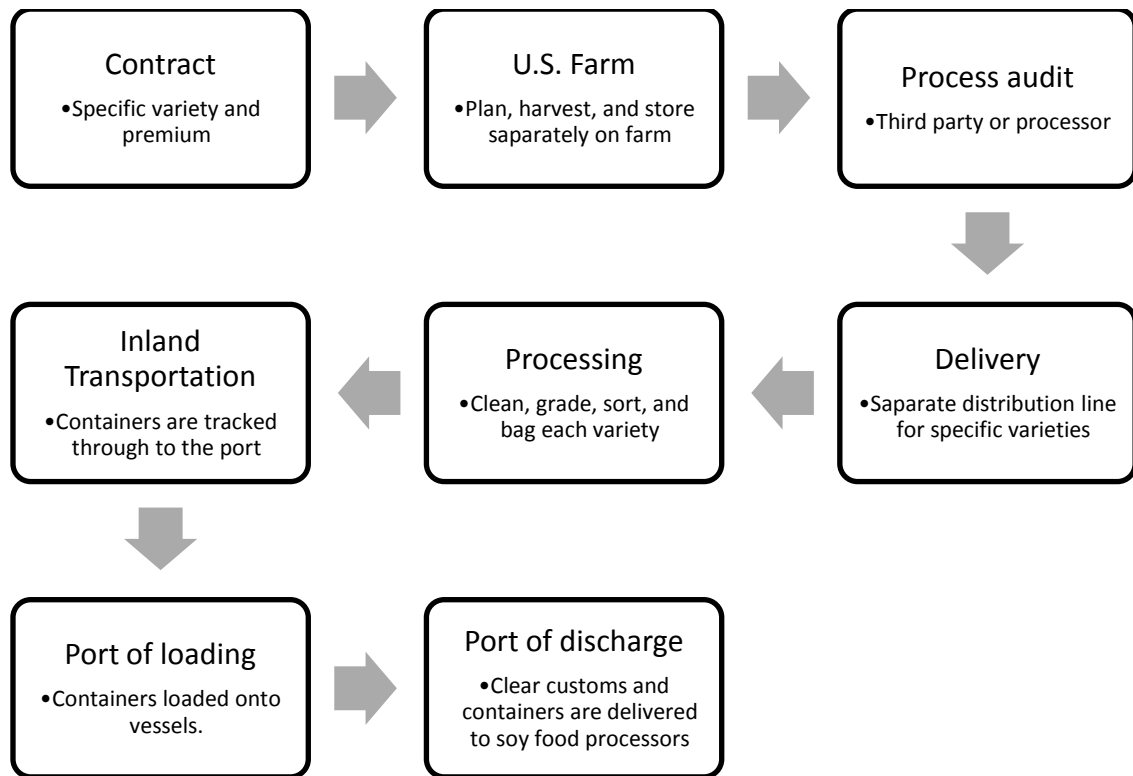 Contract
•Specific variety and
premium
U.S. Farm
•Plan, harvest, and store
saparately on farm
Process audit
•Third party or processor
Delivery
•Saparate distribution line
for specific varieties
Processing
•Clean, grade, sort, and
bag each variety
Inland
Transportation
•Containers are tracked
through to the port
Port of loading
•Containers loaded onto
vessels.
Port of discharge
•Clear customs and
containers are delivered
to soy food processors